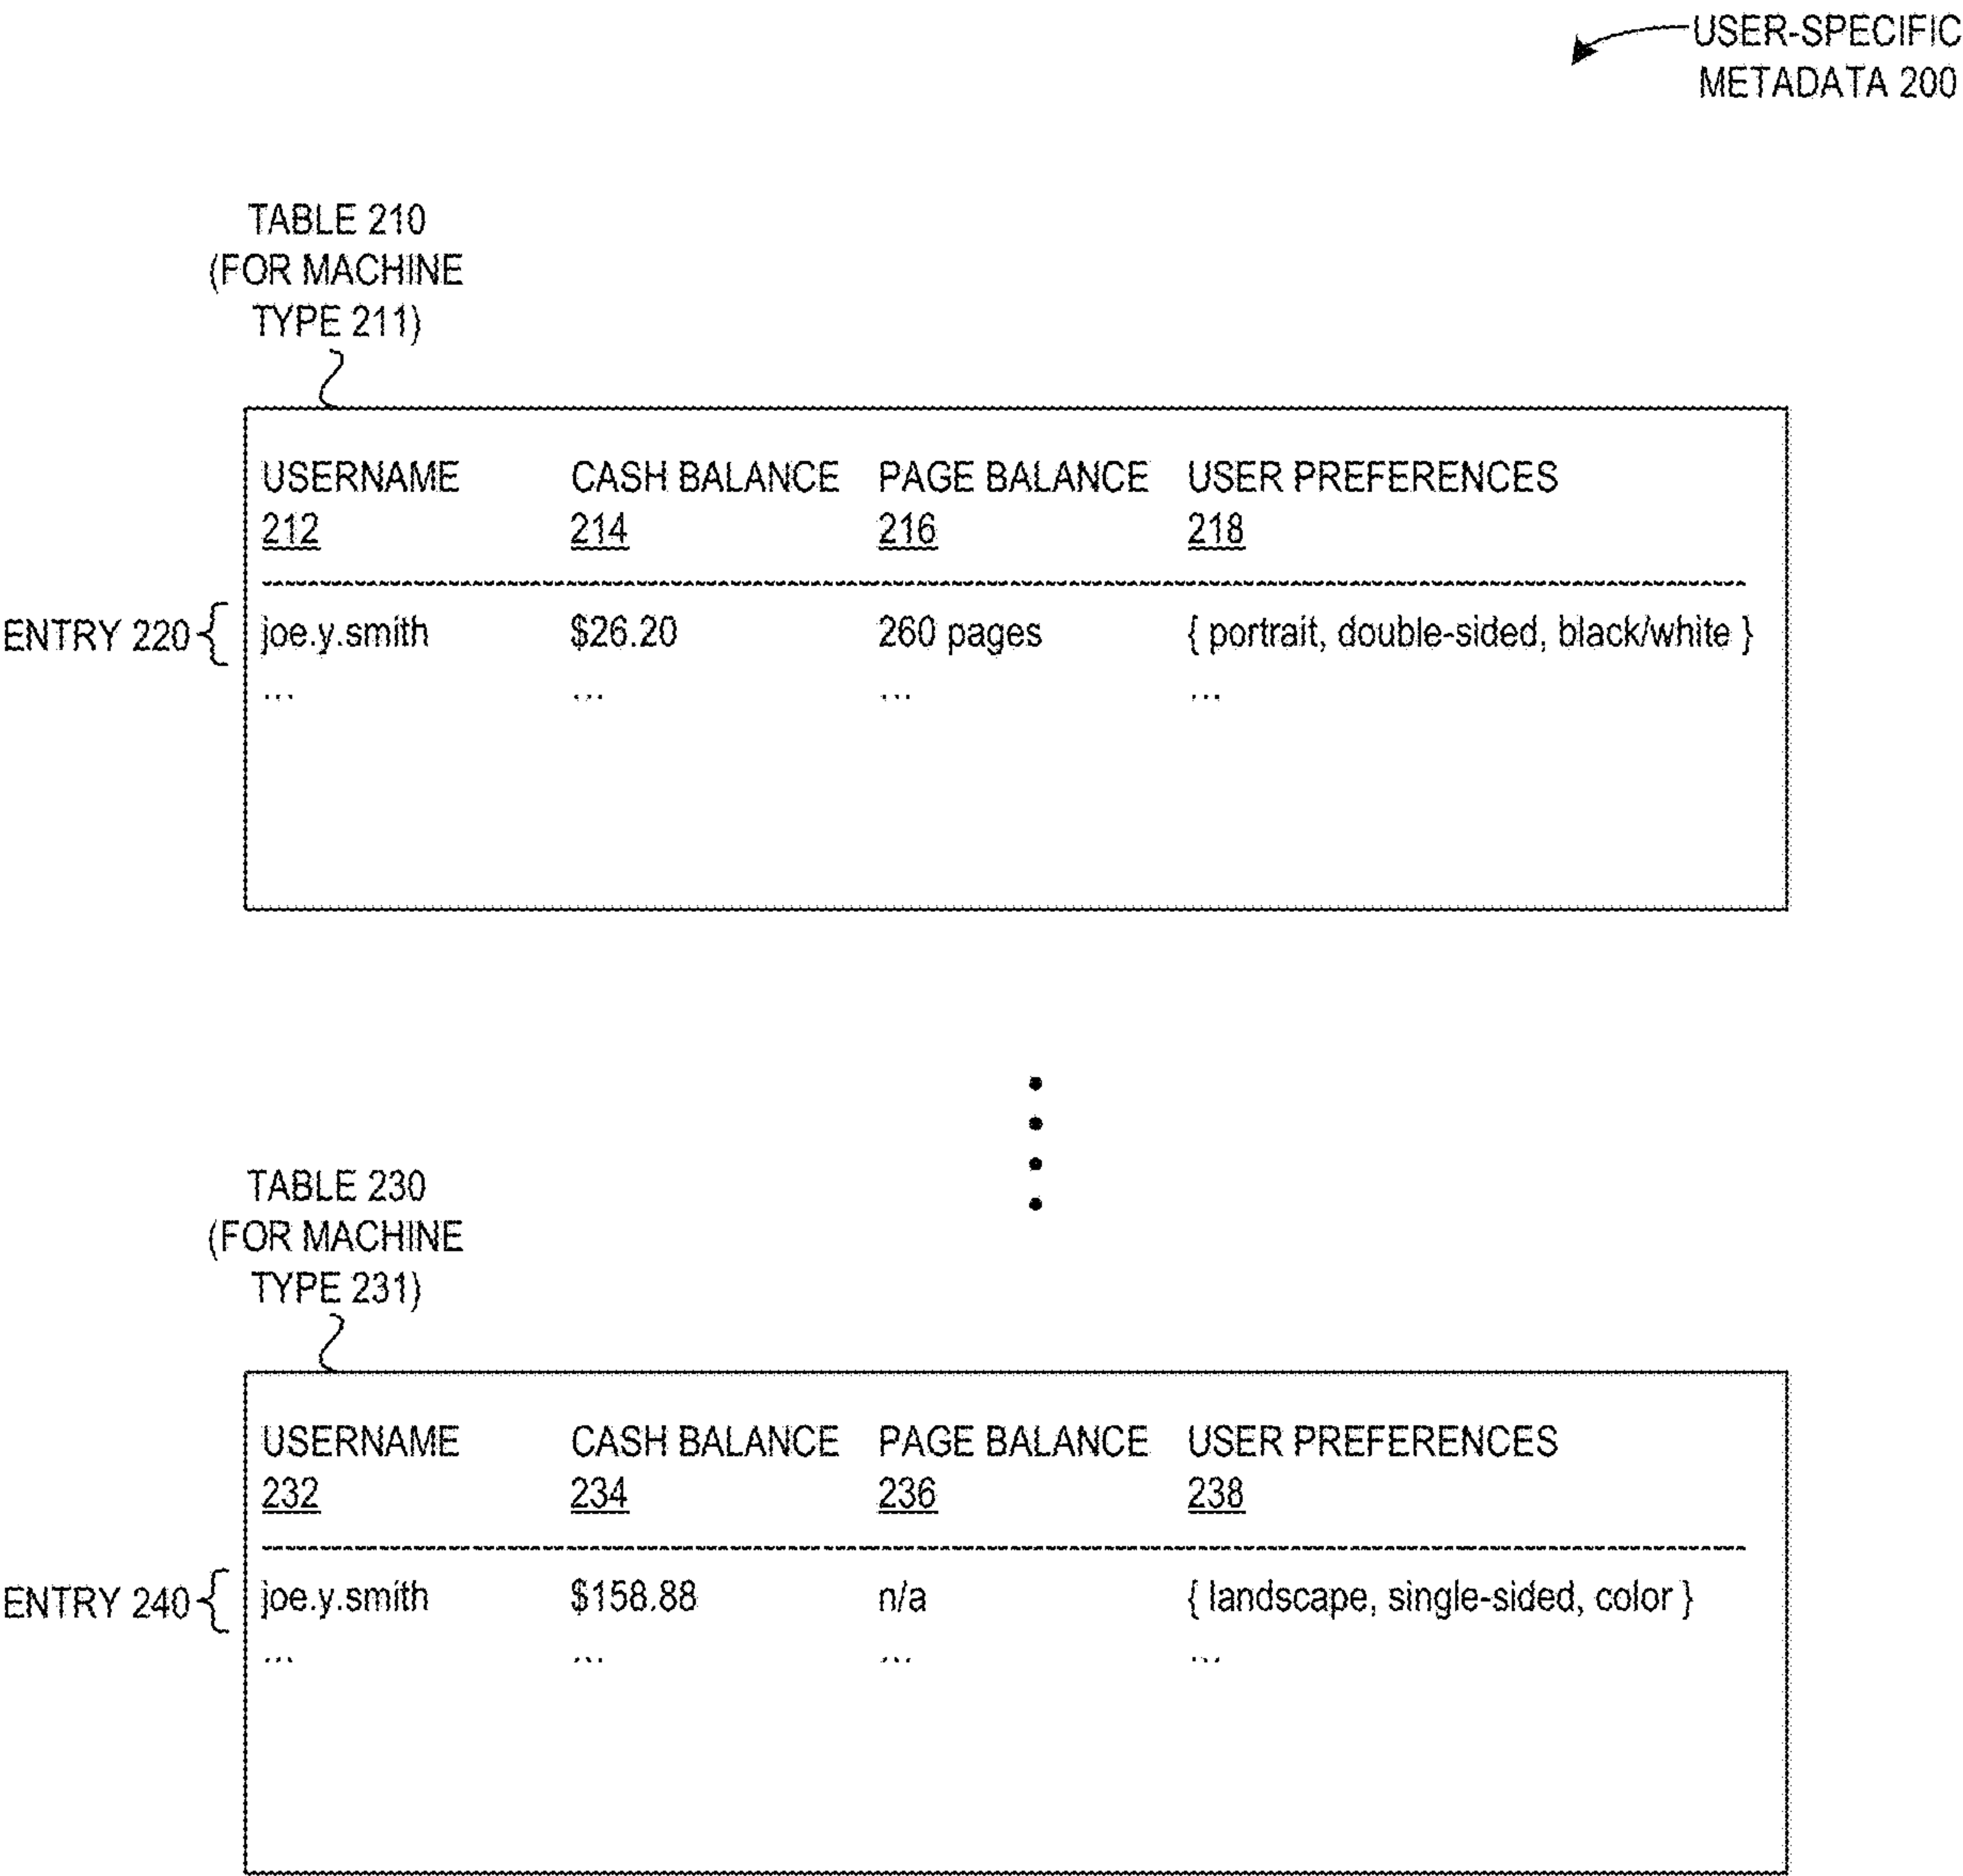 USER-SPECIFIC
METADATA 200
TABLE 210
(FOR MACHINE
TYPE 211)
USERNAME CASH BALANCE PAGE BALANCE USER PREFERENCES
212 214 216 218
ENTRY 220 joe.y.smith $26.20 260 pages { portrait, double-sided, black/white }
... ... ... ...
TABLE 230
(FOR MACHINE
TYPE 231)
USERNAME CASH BALANCE PAGE BALANCE USER PREFERENCES
232 234 236 238
ENTRY 240 joe.y.smith $158.88 n/a { landscape, single-sided, color }
... ... ... ...